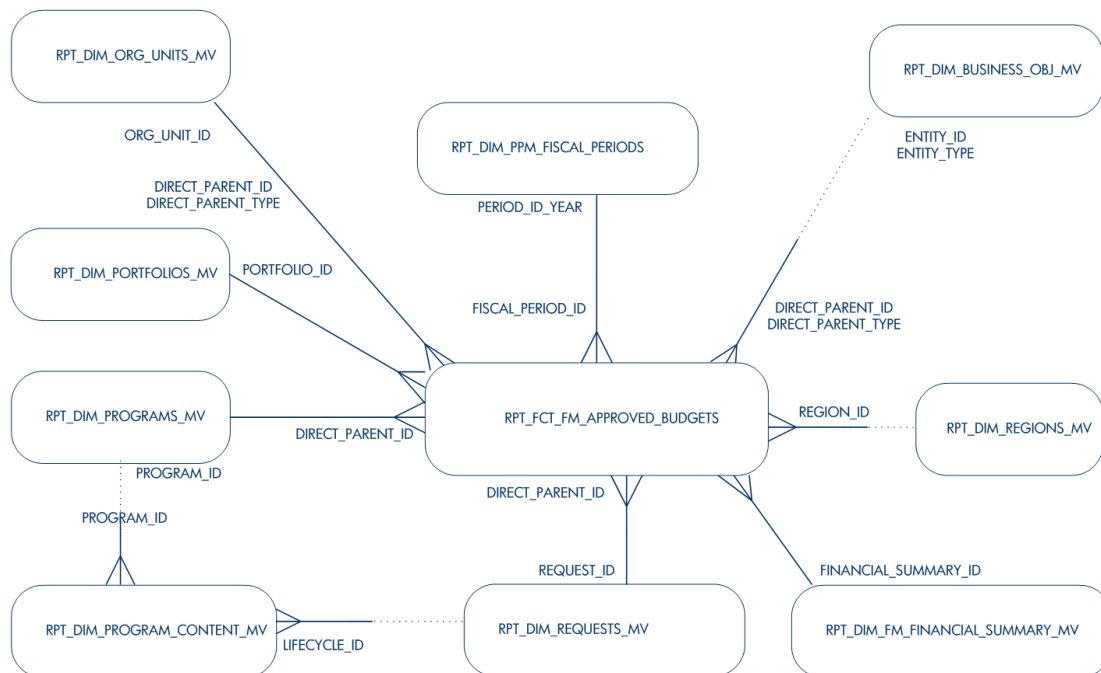 RPT_DIM_ORG_UNITS_MV
RPT_DIM_BUSINESS_OBJ_MV
ORG_UNIT_ID
RPT_DIM_PPM_FISCAL_PERIODS
ENTITY_ID
ENTITY_TYPE
DIRECT_PARENT_ID
DIRECT_PARENT_TYPE
PERIOD_ID_YEAR
RPT_DIM_PORTFOLIOS_MV
PORTFOLIO_ID
FISCAL_PERIOD_ID
DIRECT_PARENT_ID
DIRECT_PARENT_TYPE
RPT_DIM_PROGRAMS_MV
DIRECT_PARENT_ID
RPT_FCT_FM_APPROVED_BUDGETS
REGION_ID
RPT_DIM_REGIONS_MV
PROGRAM_ID
DIRECT_PARENT_ID
PROGRAM_ID
REQUEST_ID
FINANCIAL_SUMMARY_ID
RPT_DIM_PROGRAM_CONTENT_MV
LIFECYCLE_ID
RPT_DIM_REQUESTS_MV
RPT_DIM_FM_FINANCIAL_SUMMARY_MV